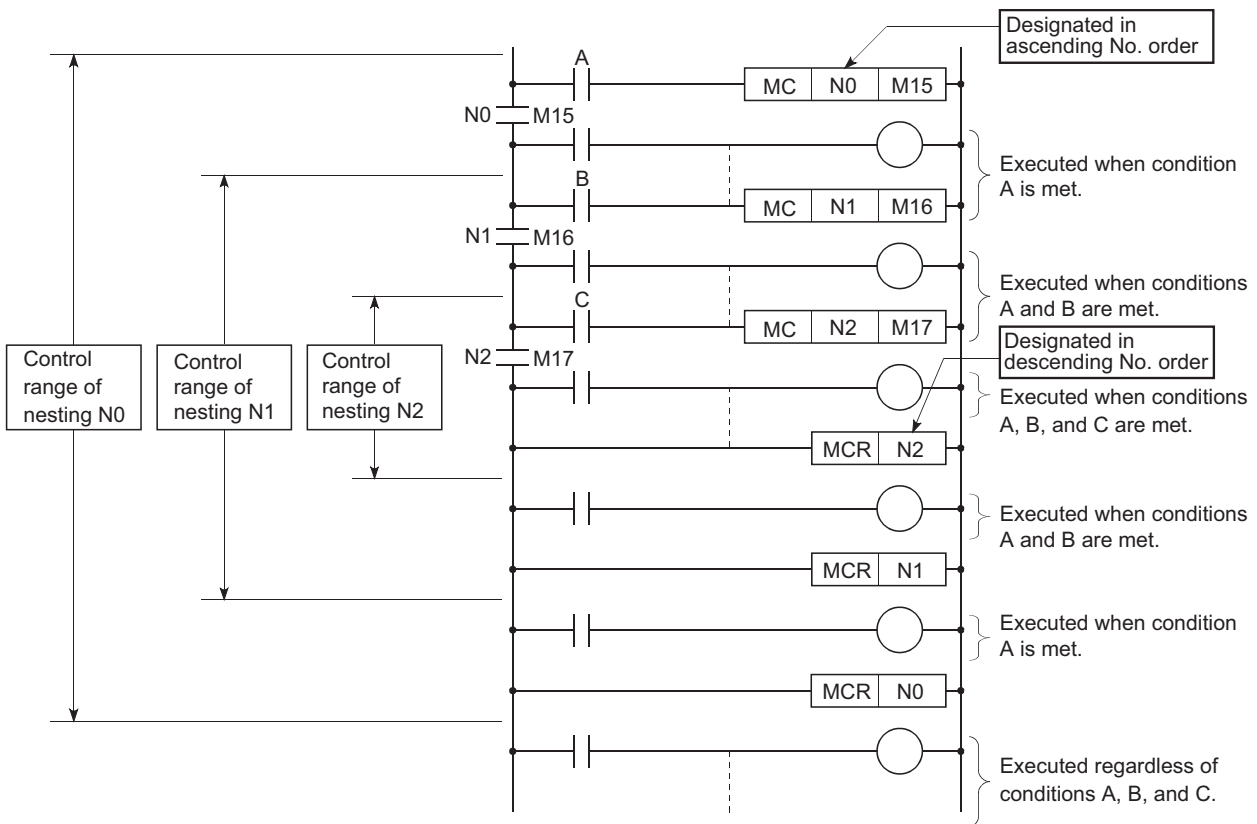 Designated in
ascending No. order
A
MC N0 M15
N0 M15
Executed when condition
A is met.
B
MC N1 M16
N1 M16
Executed when conditions
A and B are met.
C
MC N2 M17
Designated in
descending No. order
N2 M17
Control
range of
nesting N0
Control
range of
nesting N1
Control
range of
nesting N2
Executed when conditions
A, B, and C are met.
MCR N2
Executed when conditions
A and B are met.
MCR N1
Executed when condition
A is met.
MCR N0
Executed regardless of
conditions A, B, and C.